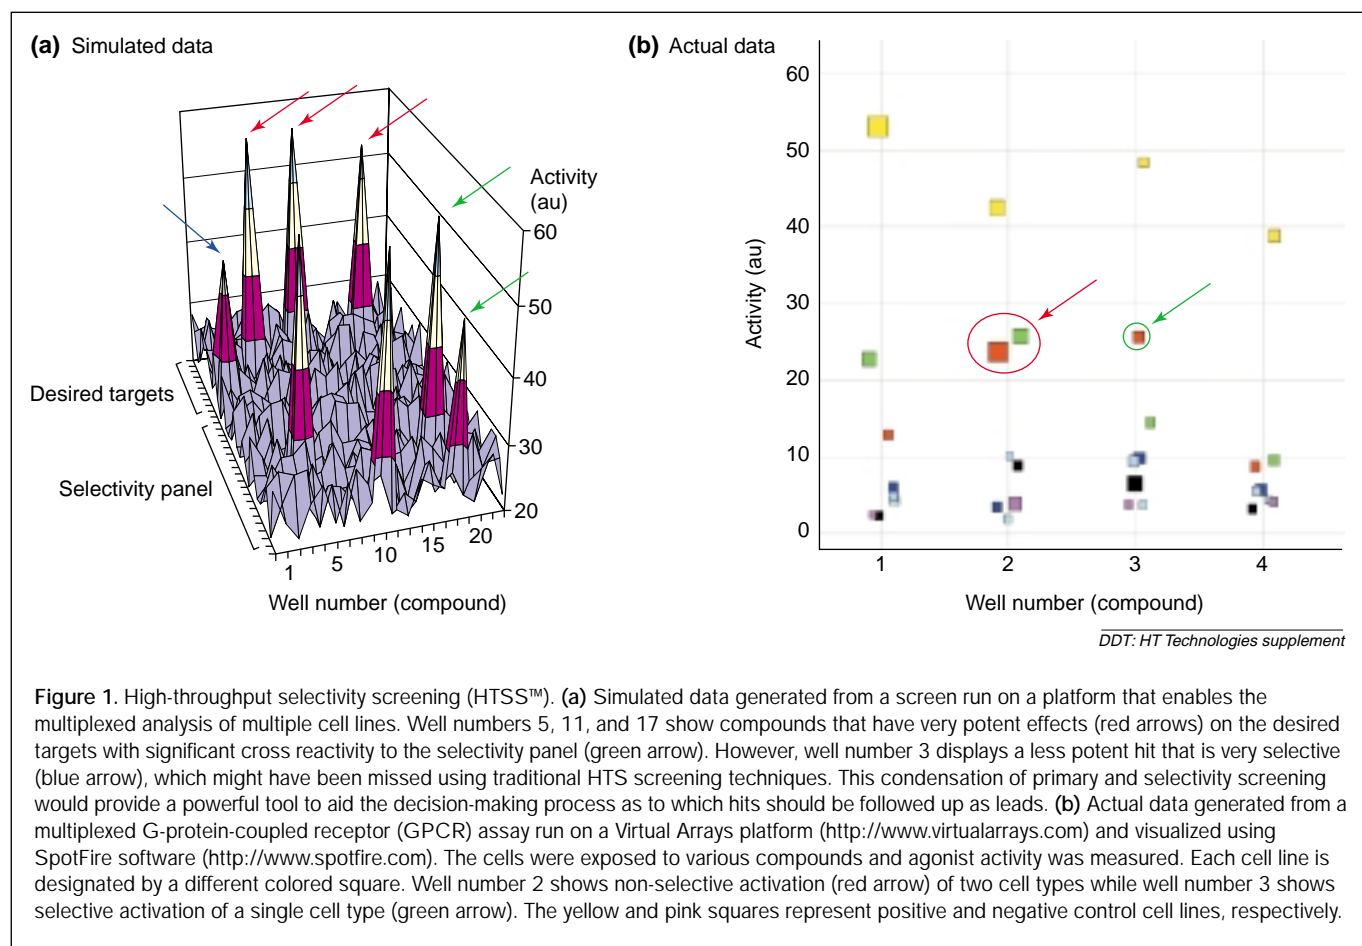 (a) Simulated data
Activity
(au)
60
50
40
30
20
Desired targets
Selectivity panel
1
5
10
15
20
Well number (compound)
(b) Actual data
60
50
40
30
20
10
0
Activity (au)
1 2 3 4
Well number (compound)
DDT: HT Technologies supplement
Figure 1. High-throughput selectivity screening (HTSS™). (a) Simulated data generated from a screen run on a platform that enables the
multiplexed analysis of multiple cell lines. Well numbers 5, 11, and 17 show compounds that have very potent effects (red arrows) on the desired
targets with significant cross reactivity to the selectivity panel (green arrow). However, well number 3 displays a less potent hit that is very selective
(blue arrow), which might have been missed using traditional HTS screening techniques. This condensation of primary and selectivity screening
would provide a powerful tool to aid the decision-making process as to which hits should be followed up as leads. (b) Actual data generated from a
multiplexed G-protein-coupled receptor (GPCR) assay run on a Virtual Arrays platform (http://www.virtualarrays.com) and visualized using
SpotFire software (http://www.spotfire.com). The cells were exposed to various compounds and agonist activity was measured. Each cell line is
designated by a different colored square. Well number 2 shows non-selective activation (red arrow) of two cell types while well number 3 shows
selective activation of a single cell type (green arrow). The yellow and pink squares represent positive and negative control cell lines, respectively.